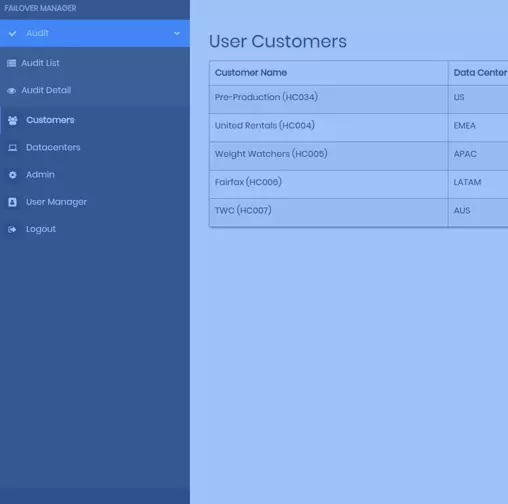 FAILOVER MANAGER
Audit
Audit List
Audit Detail
Customers
Datacenters
Admin
User Manager
Logout
User Customers
Customer Name Data Center
Pre-Production (HC034) US
United Rentals (HC004) EMEA
Weight Watchers (HC005) APAC
Fairfax (HC006) LATAM
TWC (HC007) AUS